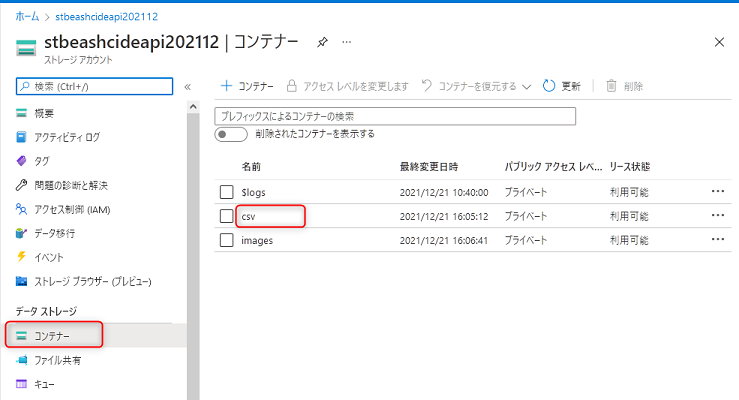 ホーム > stbeashcideapi202112
stbeashcideapi202112 | コンテナー
ストレージ アカウント
検索 (Ctrl+/)
概要
アクティビティ ログ
タグ
問題の診断と解決
アクセス制御 (IAM)
データ移行
イベント
ストレージ ブラウザー (プレビュー)
データ ストレージ
コンテナー
ファイル共有
キュー
+ コンテナー アクセス レベルを変更します コンテナーを復元する 更新 削除
プレフィックスによるコンテナーの検索
削除されたコンテナーを表示する
名前 最終変更日時 パブリック アクセス レベ... リース状態
$logs 2021/12/21 10:40:00 プライベート 利用可能
csv 2021/12/21 16:05:12 プライベート 利用可能
images 2021/12/21 16:06:41 プライベート 利用可能